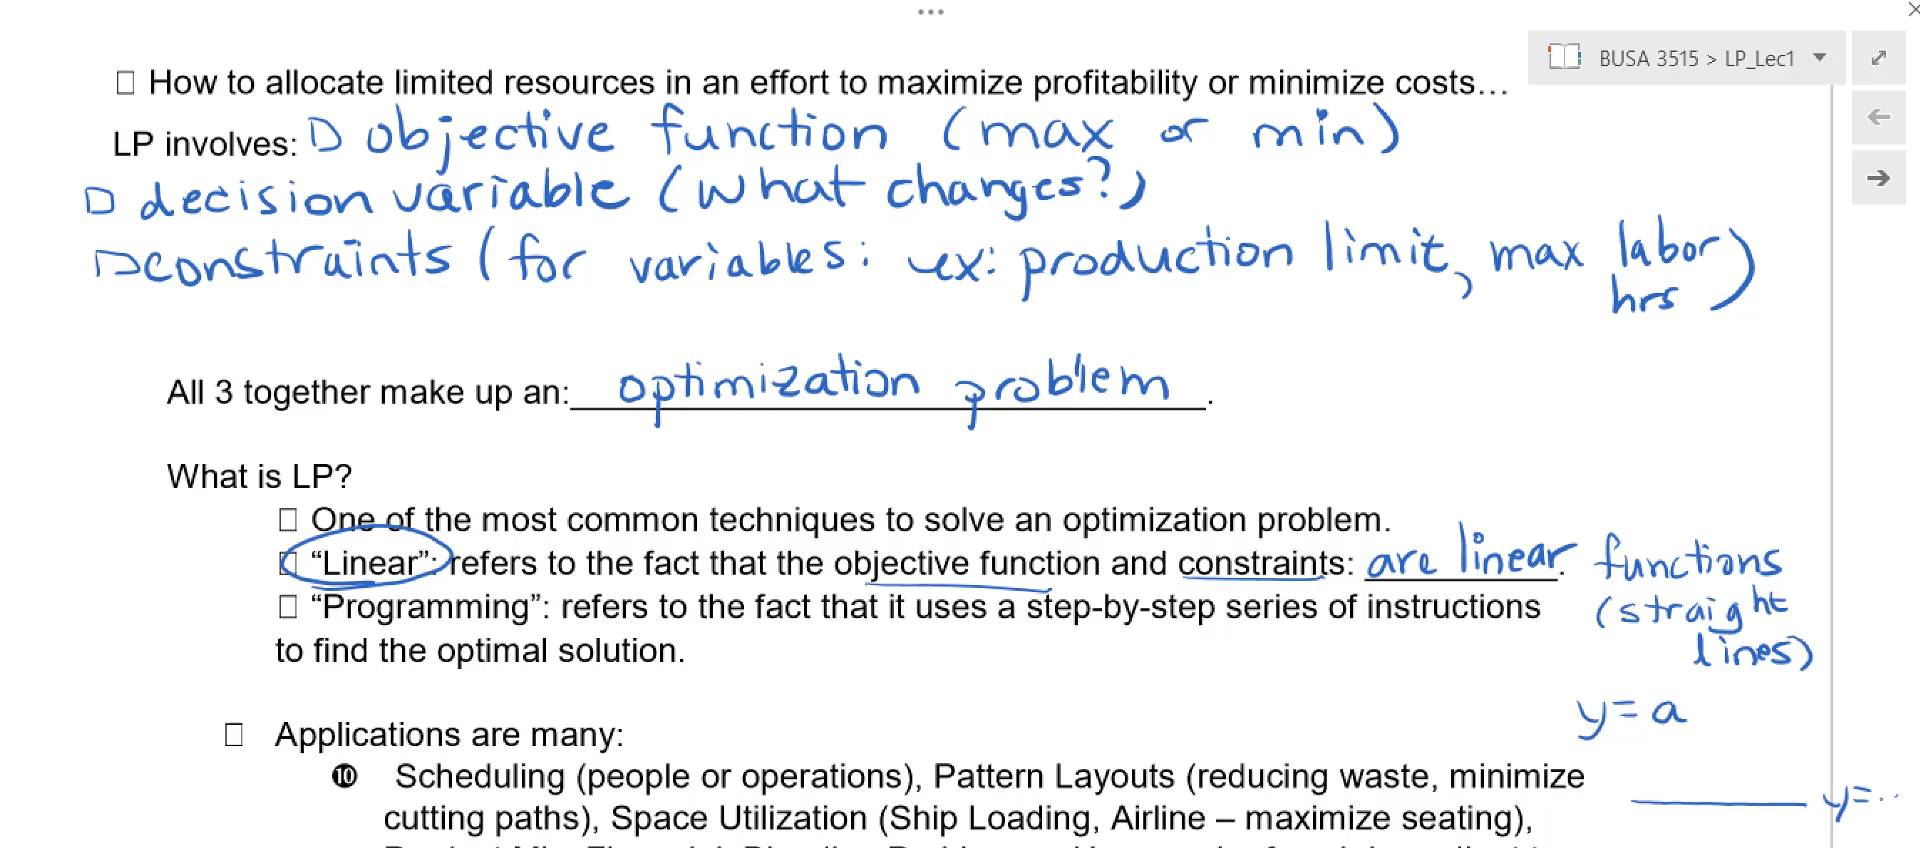 BUSA 3515 > LP_Lec1
How to allocate limited resources in an effort to maximize profitability or minimize costs…
LP involves: objective function (max or min)
decision variable (what changes?)
constraints (for variables: ex: production limit, max labor hrs)
All 3 together make up an: optimization problem.
What is LP?
One of the most common techniques to solve an optimization problem.
“Linear”: refers to the fact that the objective function and constraints: are linear. functions
(straight
lines)
“Programming”: refers to the fact that it uses a step-by-step series of instructions
to find the optimal solution.
y = a
Applications are many:
❿ Scheduling (people or operations), Pattern Layouts (reducing waste, minimize
cutting paths), Space Utilization (Ship Loading, Airline – maximize seating),
y=..